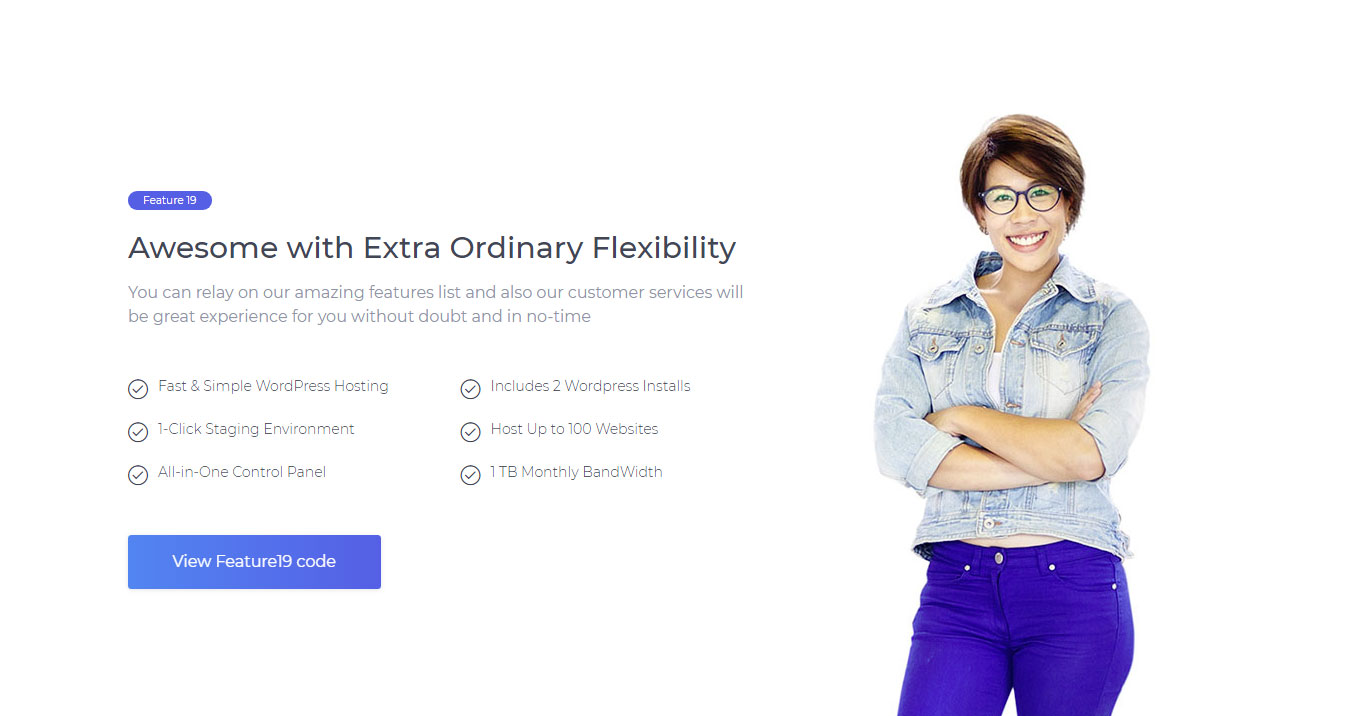 Feature 19
Awesome with Extra Ordinary Flexibility
You can relay on our amazing features list and also our customer services will
be great experience for you without doubt and in no-time
Fast & Simple WordPress Hosting
Includes 2 Wordpress Installs
1-Click Staging Environment
Host Up to 100 Websites
All-in-One Control Panel
1 TB Monthly BandWidth
View Feature19 code